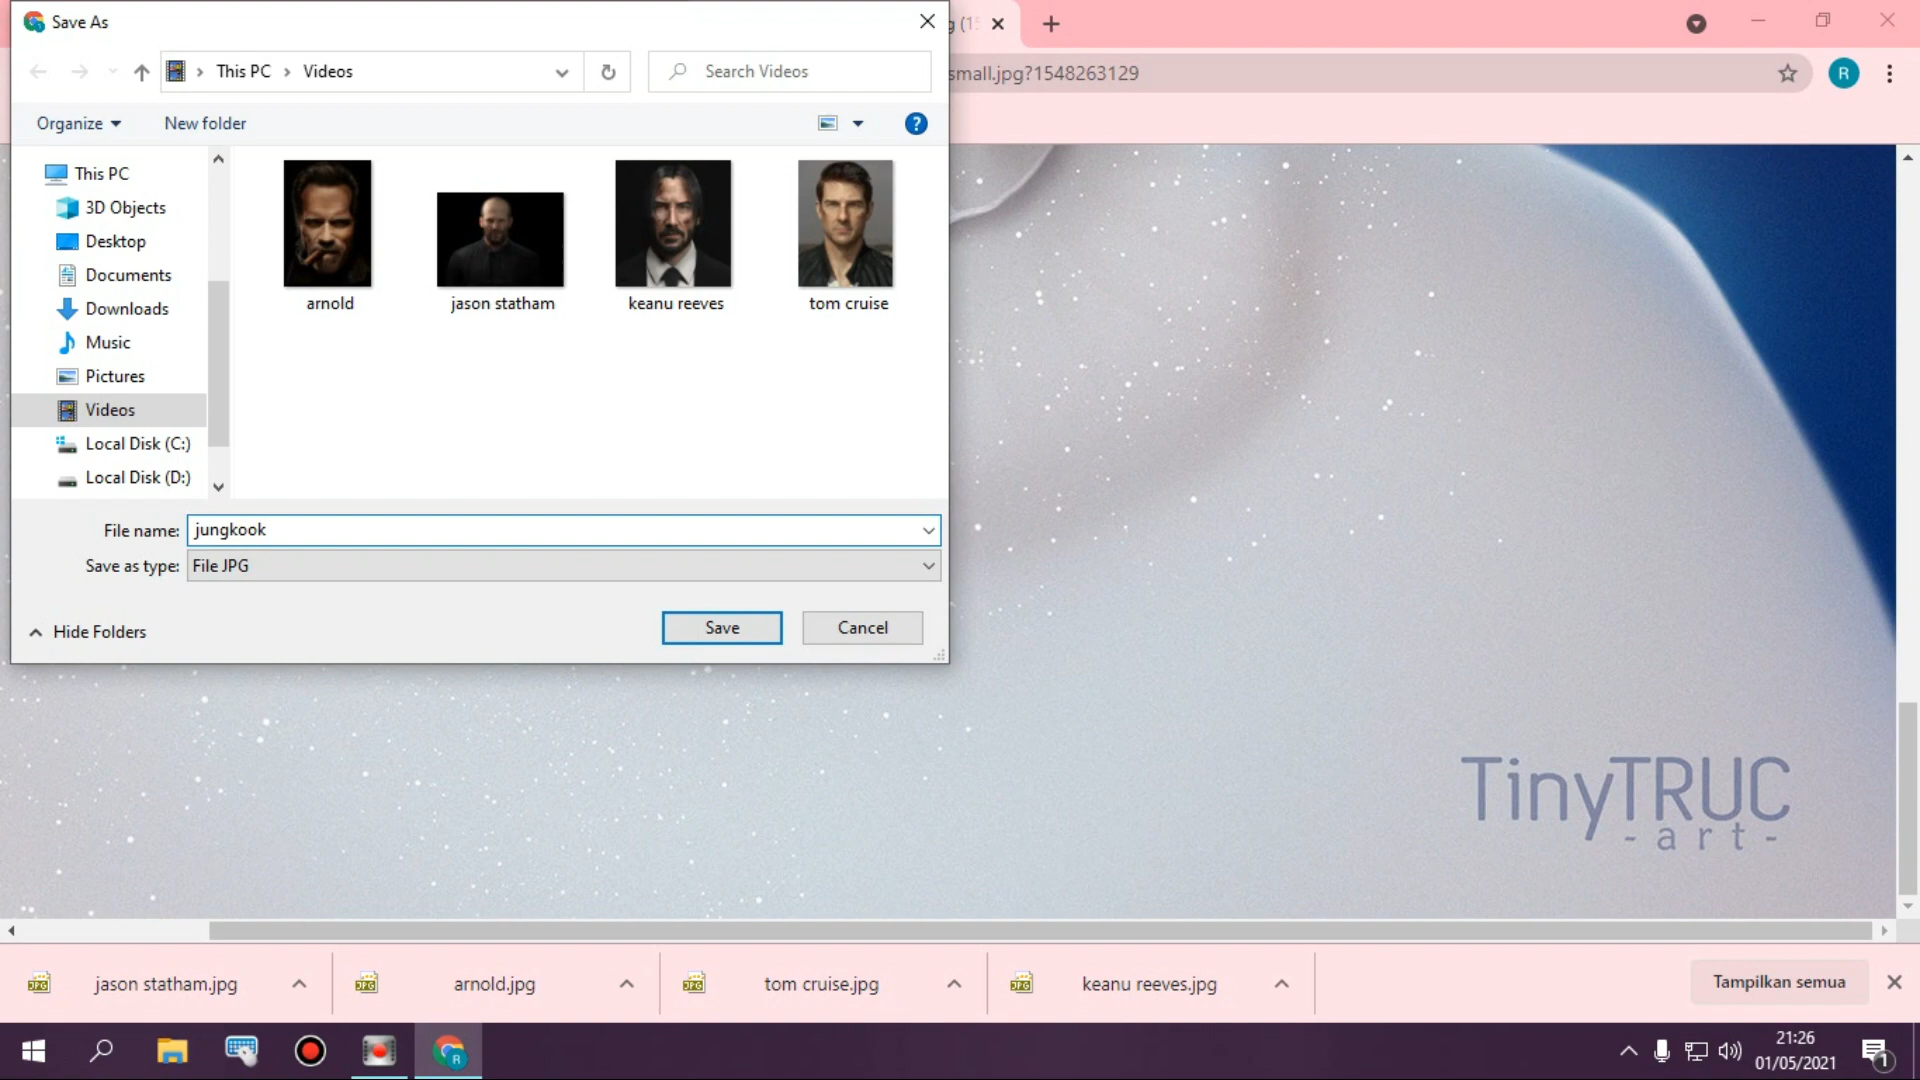 Save As
g (1
This PC
Videos
Search Videos
small.jpg?1548263129
R
Organize
New folder
?
This PC
3D Objects
Desktop
Documents
Downloads
Music
Pictures
Videos
Local Disk (C:)
Local Disk (D:)
arnold
jason statham
keanu reeves
tom cruise
File name:
jungkook
Save as type:
File JPG
Hide Folders
Save
Cancel
TinyTRUC
-art-
jason statham.jpg
arnold.jpg
tom cruise.jpg
keanu reeves.jpg
Tampilkan semua
R
21:26
01/05/2021
1